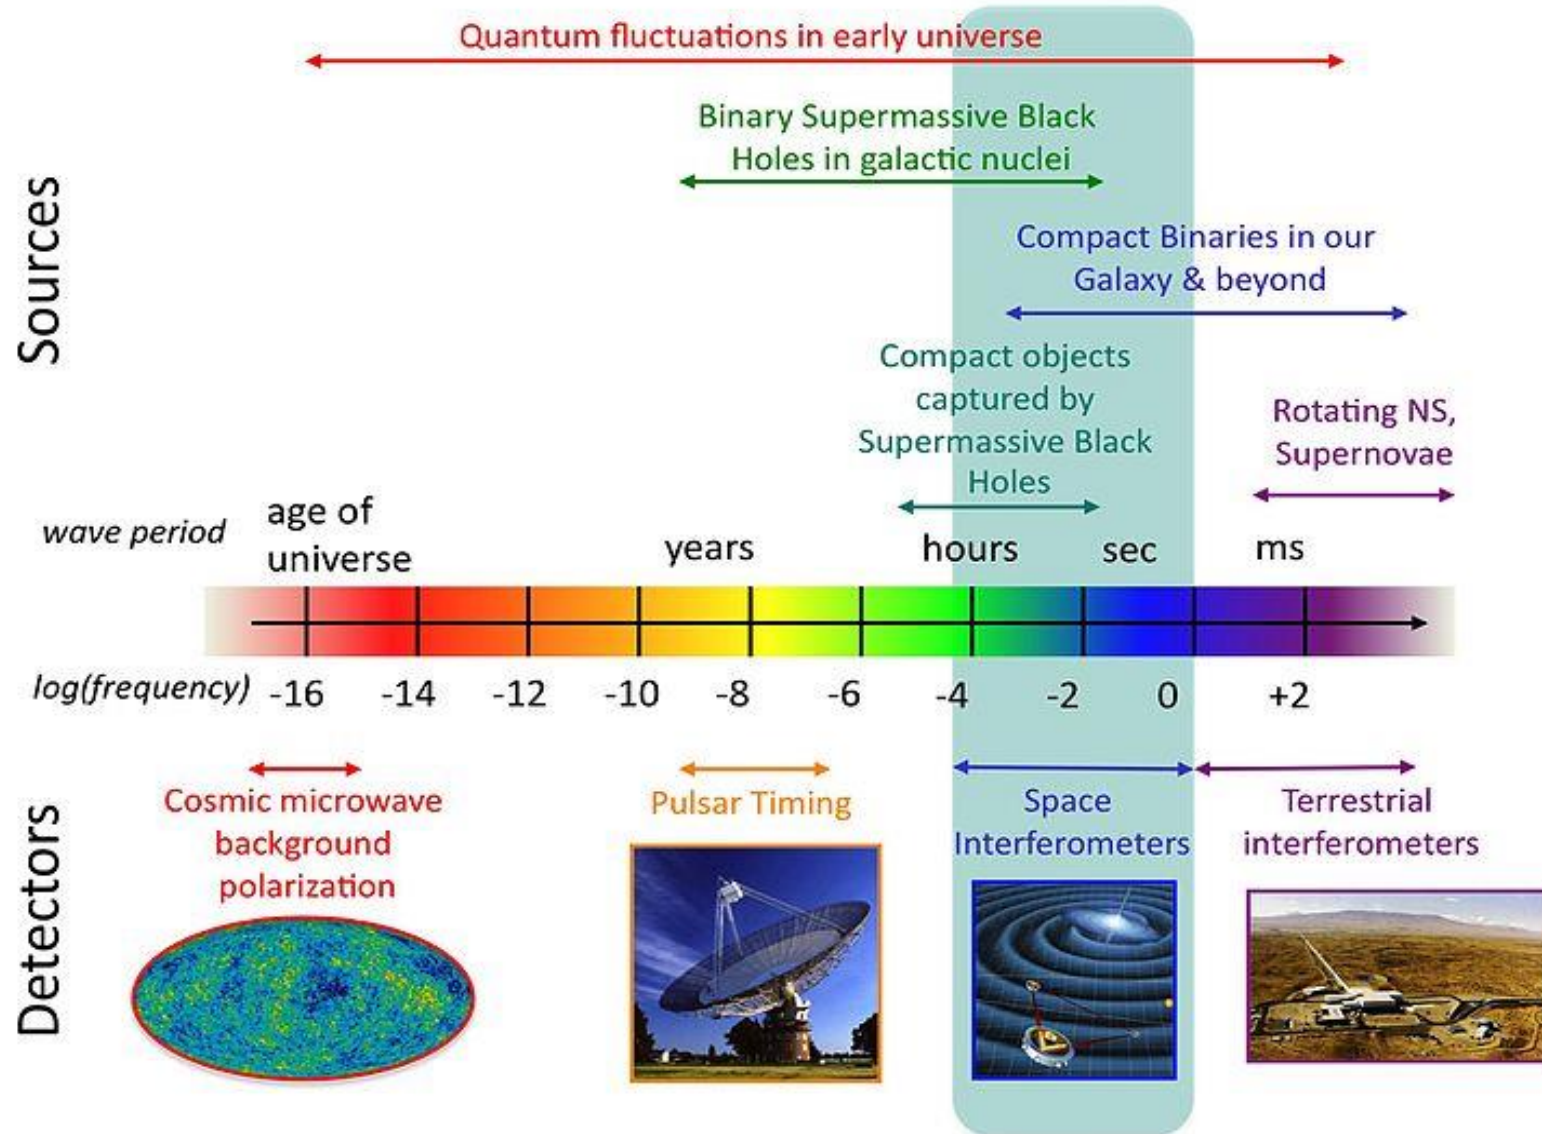 Quantum fluctuations in early universe
Binary Supermassive Black
Holes in galactic nuclei
Compact Binaries in our
Galaxy & beyond
Compact objects
captured by
Supermassive Black
Holes
Rotating NS,
Supernovae
Sources
wave period
age of
universe
years
hours
sec
ms
log(frequency)
-16
-14
-12
-10
-8
-6
-4
-2
0
+2
Detectors
Cosmic microwave
background
polarization
Pulsar Timing
Space
Interferometers
Terrestrial
interferometers